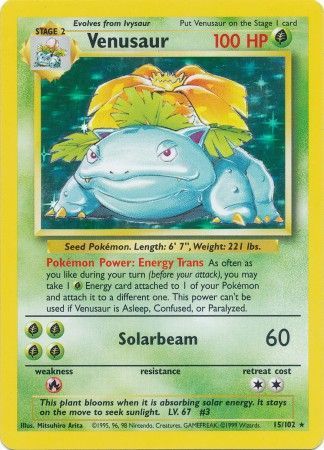 Evolves from Ivysaur Put Venusaur on the Stage 1 card
STAGE 2
Venusaur 100 HP
Seed Pokémon. Length: 6' 7", Weight: 221 lbs.
Pokémon Power: Energy Trans As often as
you like during your turn (before your attack), you may
take 1 Energy card attached to 1 of your Pokémon
and attach it to a different one. This power can't be
used if Venusaur is Asleep, Confused, or Paralyzed.
Solarbeam 60
weakness resistance retreat cost
This plant blooms when it is absorbing solar energy. It stays
on the move to seek sunlight. LV. 67 #3
Illus. Mitsuhiro Arita ©1995, 96, 98 Nintendo, Creatures, GAMEFREAK. ©1999 Wizards. 15/102 ★